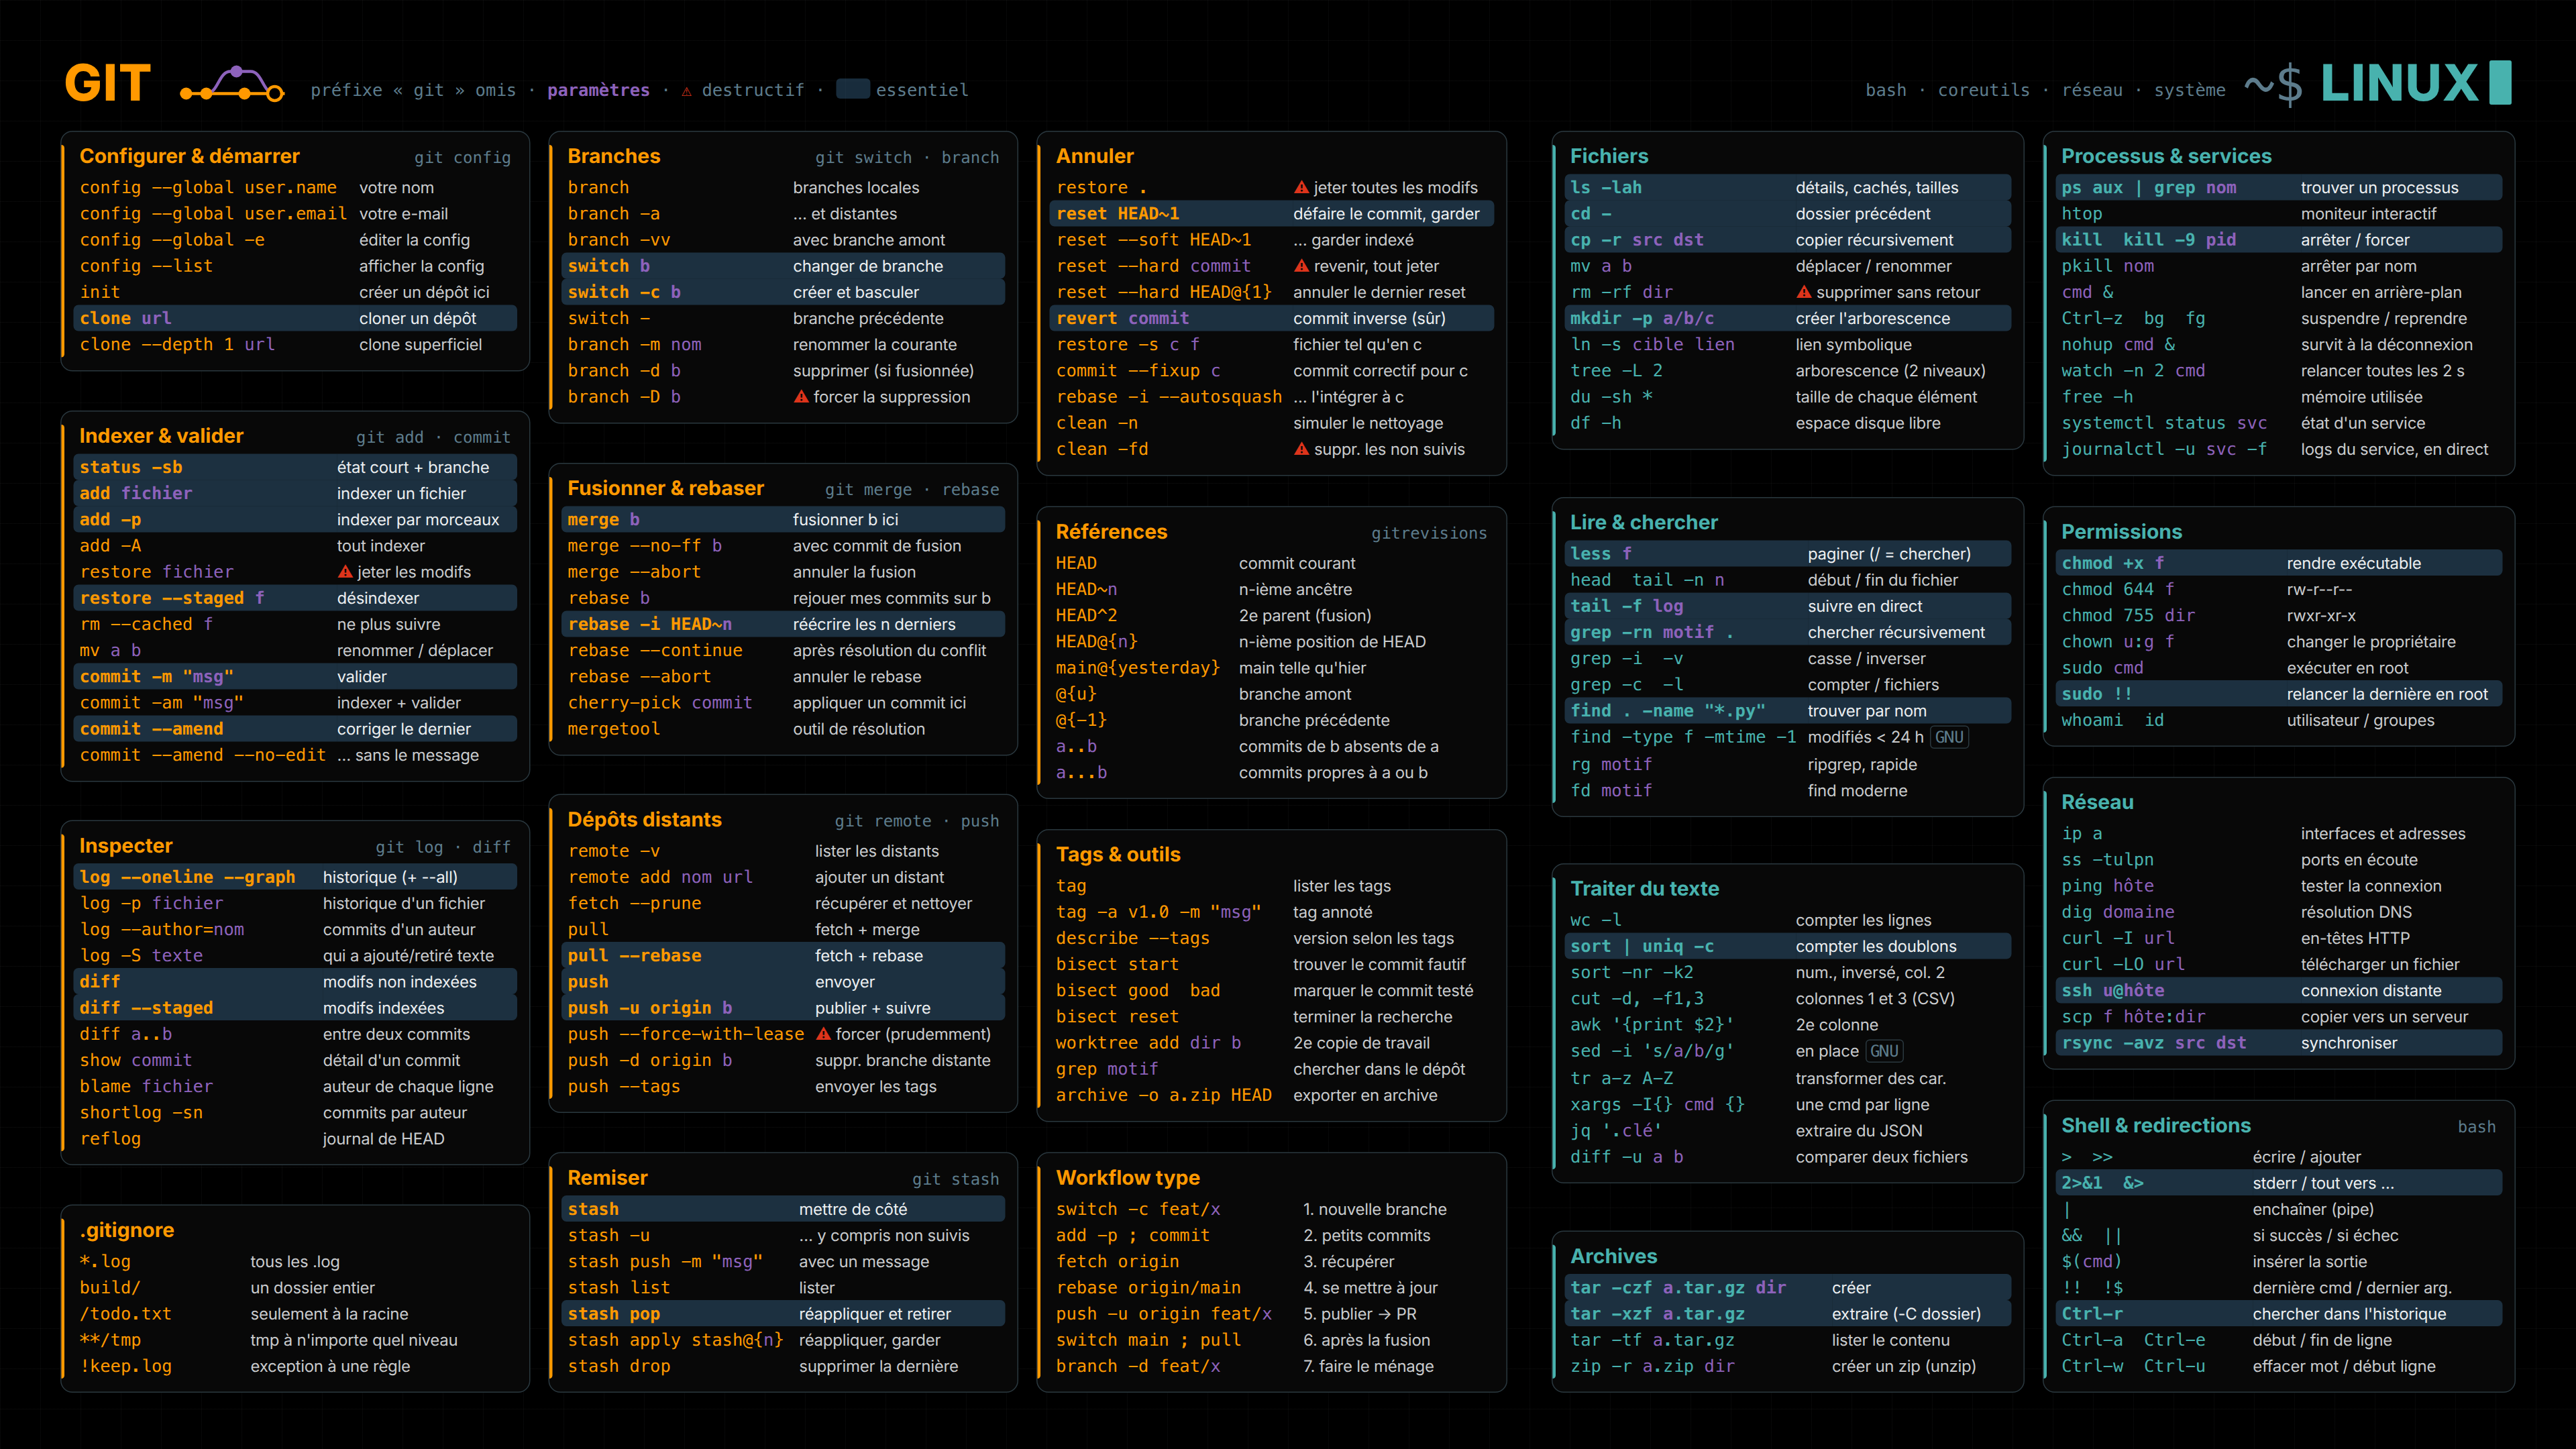 GIT
préfixe « git » omis · paramètres · ⚠ destructif · essentiel
bash · coreutils · réseau · système
~$ LINUX
Configurer & démarrer git config
config --global user.name votre nom
config --global user.email votre e-mail
config --global -e éditer la config
config --list afficher la config
init créer un dépôt ici
clone url cloner un dépôt
clone --depth 1 url clone superficiel
Indexer & valider git add · commit
status -sb état court + branche
add fichier indexer un fichier
add -p indexer par morceaux
add -A tout indexer
restore fichier ⚠ jeter les modifs
restore --staged f désindexer
rm --cached f ne plus suivre
mv a b renommer / déplacer
commit -m "msg" valider
commit -am "msg" indexer + valider
commit --amend corriger le dernier
commit --amend --no-edit ... sans le message
Inspecter git log · diff
log --oneline --graph historique (+ --all)
log -p fichier historique d'un fichier
log --author=nom commits d'un auteur
log -S texte qui a ajouté/retiré texte
diff modifs non indexées
diff --staged modifs indexées
diff a..b entre deux commits
show commit détail d'un commit
blame fichier auteur de chaque ligne
shortlog -sn commits par auteur
reflog journal de HEAD
.gitignore
*.log tous les .log
build/ un dossier entier
/todo.txt seulement à la racine
**/tmp tmp à n'importe quel niveau
!keep.log exception à une règle
Branches git switch · branch
branch branches locales
branch -a ... et distantes
branch -vv avec branche amont
switch b changer de branche
switch -c b créer et basculer
switch - branche précédente
branch -m nom renommer la courante
branch -d b supprimer (si fusionnée)
branch -D b ⚠ forcer la suppression
Fusionner & rebaser git merge · rebase
merge b fusionner b ici
merge --no-ff b avec commit de fusion
merge --abort annuler la fusion
rebase b rejouer mes commits sur b
rebase -i HEAD~n réécrire les n derniers
rebase --continue après résolution du conflit
rebase --abort annuler le rebase
cherry-pick commit appliquer un commit ici
mergetool outil de résolution
Dépôts distants git remote · push
remote -v lister les distants
remote add nom url ajouter un distant
fetch --prune récupérer et nettoyer
pull fetch + merge
pull --rebase fetch + rebase
push envoyer
push -u origin b publier + suivre
push --force-with-lease ⚠ forcer (prudemment)
push -d origin b suppr. branche distante
push --tags envoyer les tags
Remiser git stash
stash mettre de côté
stash -u ... y compris non suivis
stash push -m "msg" avec un message
stash list lister
stash pop réappliquer et retirer
stash apply stash@{n} réappliquer, garder
stash drop supprimer la dernière
Annuler
restore . ⚠ jeter toutes les modifs
reset HEAD~1 défaire le commit, garder
reset --soft HEAD~1 ... garder indexé
reset --hard commit ⚠ revenir, tout jeter
reset --hard HEAD@{1} annuler le dernier reset
revert commit commit inverse (sûr)
restore -s c f fichier tel qu'en c
commit --fixup c commit correctif pour c
rebase -i --autosquash ... l'intégrer à c
clean -n simuler le nettoyage
clean -fd ⚠ suppr. les non suivis
Références gitrevisions
HEAD commit courant
HEAD~n n-ième ancêtre
HEAD^2 2e parent (fusion)
HEAD@{n} n-ième position de HEAD
main@{yesterday} main telle qu'hier
@{u} branche amont
@{-1} branche précédente
a..b commits de b absents de a
a...b commits propres à a ou b
Tags & outils
tag lister les tags
tag -a v1.0 -m "msg" tag annoté
describe --tags version selon les tags
bisect start trouver le commit fautif
bisect good bad marquer le commit testé
bisect reset terminer la recherche
worktree add dir b 2e copie de travail
grep motif chercher dans le dépôt
archive -o a.zip HEAD exporter en archive
Workflow type
switch -c feat/x 1. nouvelle branche
add -p ; commit 2. petits commits
fetch origin 3. récupérer
rebase origin/main 4. se mettre à jour
push -u origin feat/x 5. publier → PR
switch main ; pull 6. après la fusion
branch -d feat/x 7. faire le ménage
Fichiers
ls -lah détails, cachés, tailles
cd - dossier précédent
cp -r src dst copier récursivement
mv a b déplacer / renommer
rm -rf dir ⚠ supprimer sans retour
mkdir -p a/b/c créer l'arborescence
ln -s cible lien lien symbolique
tree -L 2 arborescence (2 niveaux)
du -sh * taille de chaque élément
df -h espace disque libre
Lire & chercher
less f paginer (/ = chercher)
head tail -n n début / fin du fichier
tail -f log suivre en direct
grep -rn motif . chercher récursivement
grep -i -v casse / inverser
grep -c -l compter / fichiers
find . -name "*.py" trouver par nom
find -type f -mtime -1 modifiés < 24 h GNU
rg motif ripgrep, rapide
fd motif find moderne
Traiter du texte
wc -l compter les lignes
sort | uniq -c compter les doublons
sort -nr -k2 num., inversé, col. 2
cut -d, -f1,3 colonnes 1 et 3 (CSV)
awk '{print $2}' 2e colonne
sed -i 's/a/b/g' en place GNU
tr a-z A-Z transformer des car.
xargs -I{} cmd {} une cmd par ligne
jq '.clé' extraire du JSON
diff -u a b comparer deux fichiers
Archives
tar -czf a.tar.gz dir créer
tar -xzf a.tar.gz extraire (-C dossier)
tar -tf a.tar.gz lister le contenu
zip -r a.zip dir créer un zip (unzip)
Processus & services
ps aux | grep nom trouver un processus
htop moniteur interactif
kill kill -9 pid arrêter / forcer
pkill nom arrêter par nom
cmd & lancer en arrière-plan
Ctrl-z bg fg suspendre / reprendre
nohup cmd & survit à la déconnexion
watch -n 2 cmd relancer toutes les 2 s
free -h mémoire utilisée
systemctl status svc état d'un service
journalctl -u svc -f logs du service, en direct
Permissions
chmod +x f rendre exécutable
chmod 644 f rw-r--r--
chmod 755 dir rwxr-xr-x
chown u:g f changer le propriétaire
sudo cmd exécuter en root
sudo !! relancer la dernière en root
whoami id utilisateur / groupes
Réseau
ip a interfaces et adresses
ss -tulpn ports en écoute
ping hôte tester la connexion
dig domaine résolution DNS
curl -I url en-têtes HTTP
curl -LO url télécharger un fichier
ssh u@hôte connexion distante
scp f hôte:dir copier vers un serveur
rsync -avz src dst synchroniser
Shell & redirections bash
> >> écrire / ajouter
2>&1 &> stderr / tout vers ...
| enchaîner (pipe)
&& || si succès / si échec
$(cmd) insérer la sortie
!! !$ dernière cmd / dernier arg.
Ctrl-r chercher dans l'historique
Ctrl-a Ctrl-e début / fin de ligne
Ctrl-w Ctrl-u effacer mot / début ligne